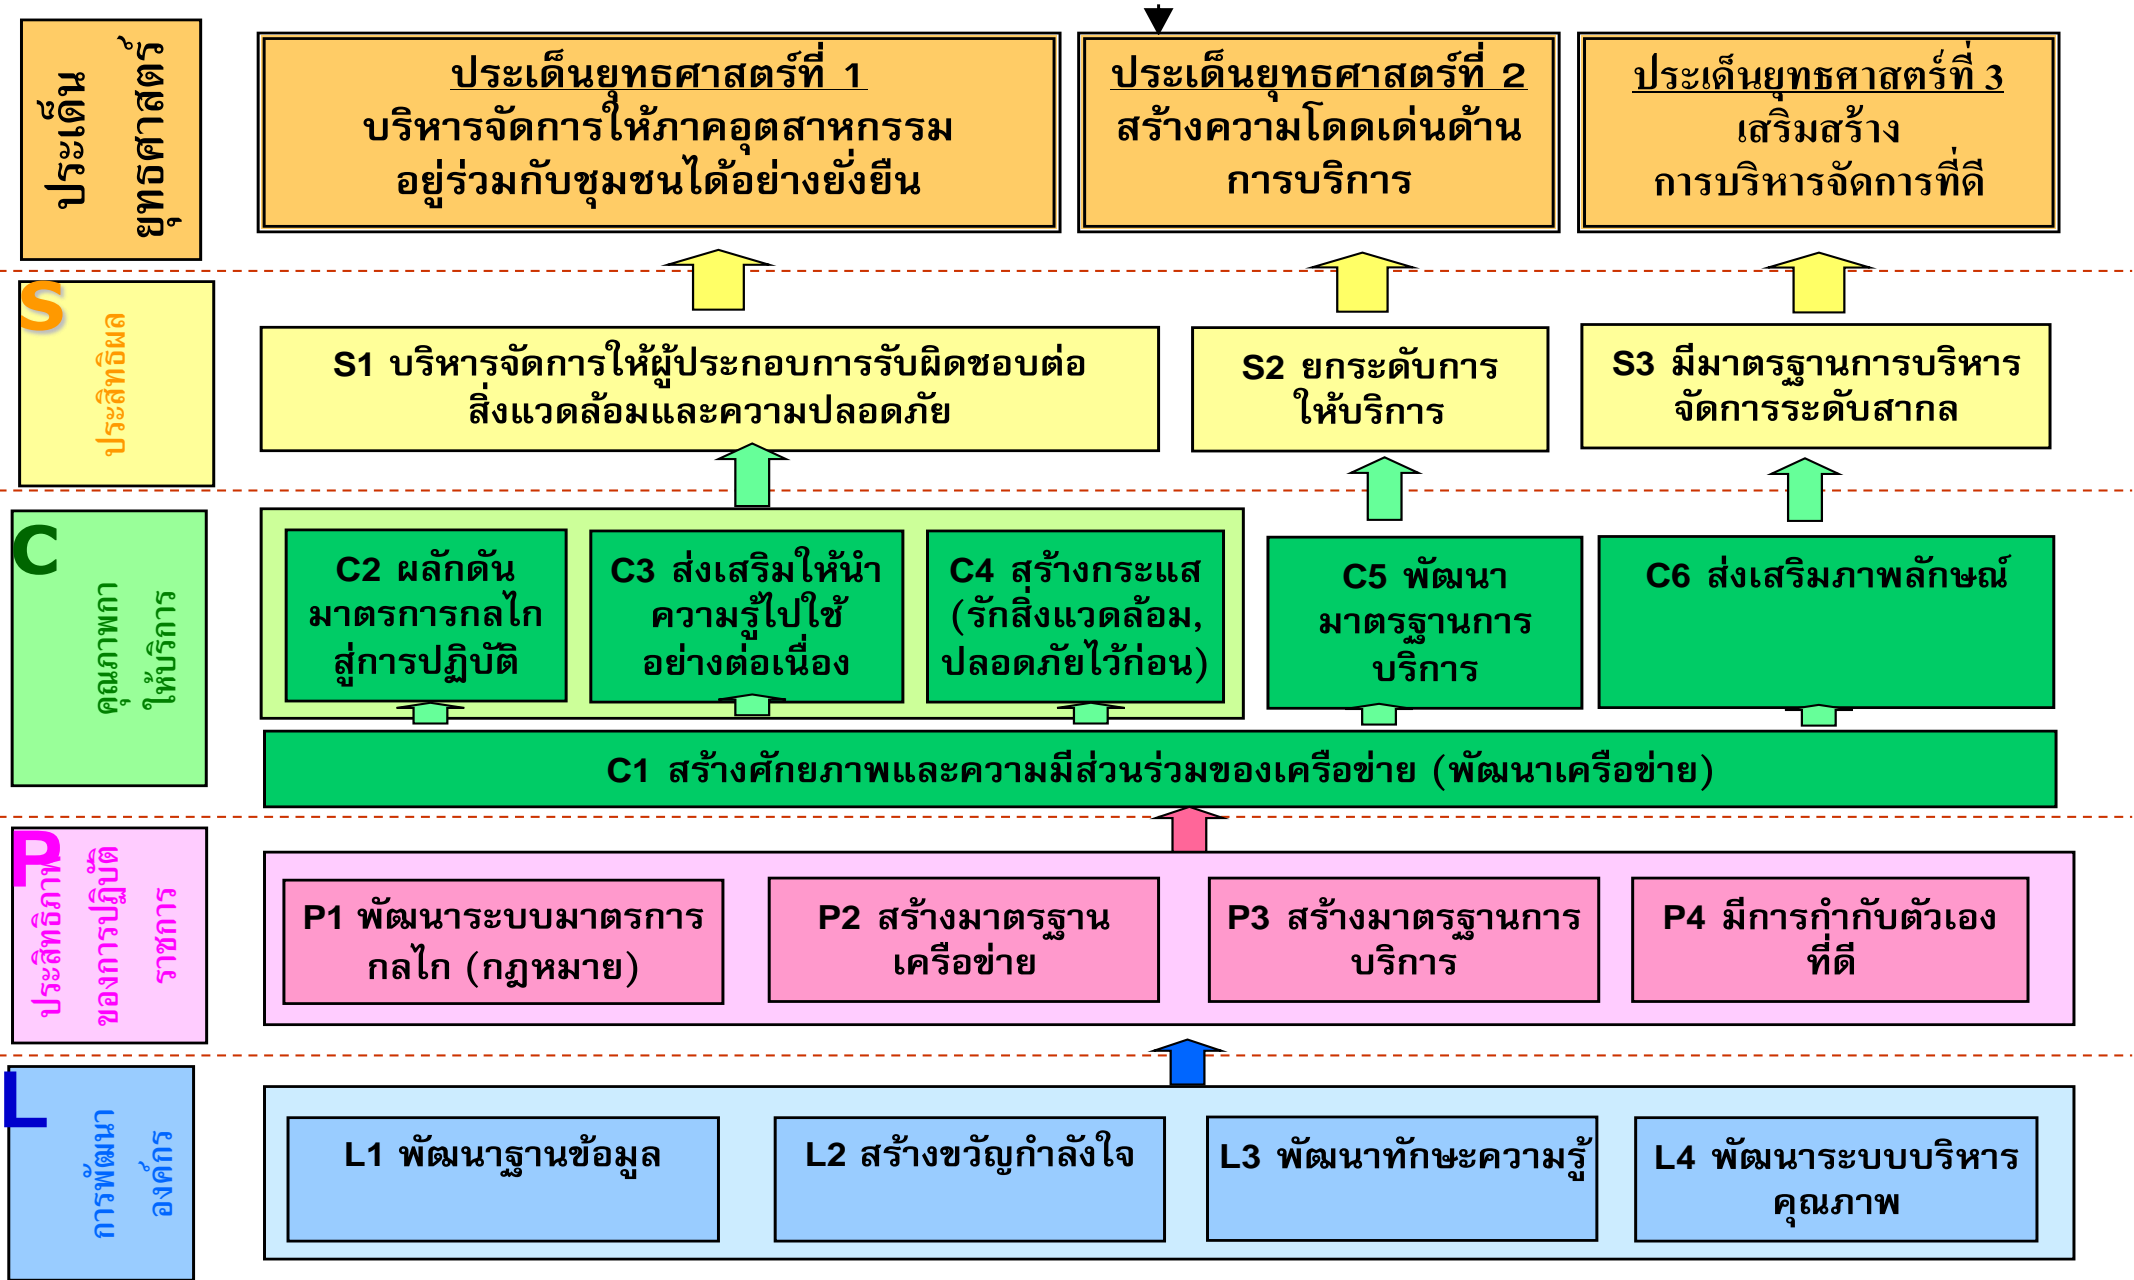 ประเด็น
ยุทธศาสตร์
ประเด็นยุทธศาสตร์ที่ 1
บริหารจัดการให้ภาคอุตสาหกรรม
อยู่ร่วมกับชุมชนได้อย่างยั่งยืน
ประเด็นยุทธศาสตร์ที่ 2
สร้างความโดดเด่นด้าน
การบริการ
ประเด็นยุทธศาสตร์ที่ 3
เสริมสร้าง
การบริหารจัดการที่ดี
S
ประสิทธิผล
S1 บริหารจัดการให้ผู้ประกอบการรับผิดชอบต่อ
สิ่งแวดล้อมและความปลอดภัย
S2 ยกระดับการ
ให้บริการ
S3 มีมาตรฐานการบริหาร
จัดการระดับสากล
C
คุณภาพกา
ให้บริการ
C2 ผลักดัน
มาตรการกลไก
สู่การปฏิบัติ
C3 ส่งเสริมให้นำ
ความรู้ไปใช้
อย่างต่อเนื่อง
C4 สร้างกระแส
(รักสิ่งแวดล้อม,
ปลอดภัยไว้ก่อน)
C5 พัฒนา
มาตรฐานการ
บริการ
C6 ส่งเสริมภาพลักษณ์
C1 สร้างศักยภาพและความมีส่วนร่วมของเครือข่าย (พัฒนาเครือข่าย)
P
ประสิทธิภาพ
ของการปฏิบัติ
ราชการ
P1 พัฒนาระบบมาตรการ
กลไก (กฎหมาย)
P2 สร้างมาตรฐาน
เครือข่าย
P3 สร้างมาตรฐานการ
บริการ
P4 มีการกำกับตัวเอง
ที่ดี
L
การพัฒนา
องค์กร
L1 พัฒนาฐานข้อมูล
L2 สร้างขวัญกำลังใจ
L3 พัฒนาทักษะความรู้
L4 พัฒนาระบบบริหาร
คุณภาพ